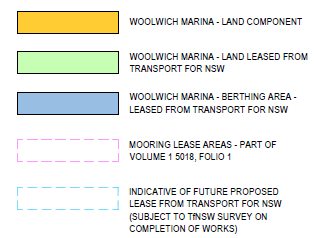 WOOLWICH MARINA - LAND COMPONENT
WOOLWICH MARINA - LAND LEASED FROM
TRANSPORT FOR NSW
WOOLWICH MARINA - BERTHING AREA -
LEASED FROM TRANSPORT FOR NSW
MOORING LEASE AREAS - PART OF
VOLUME 1 5018, FOLIO 1
INDICATIVE OF FUTURE PROPOSED
LEASE FROM TRANSPORT FOR NSW
(SUBJECT TO TfNSW SURVEY ON
COMPLETION OF WORKS)